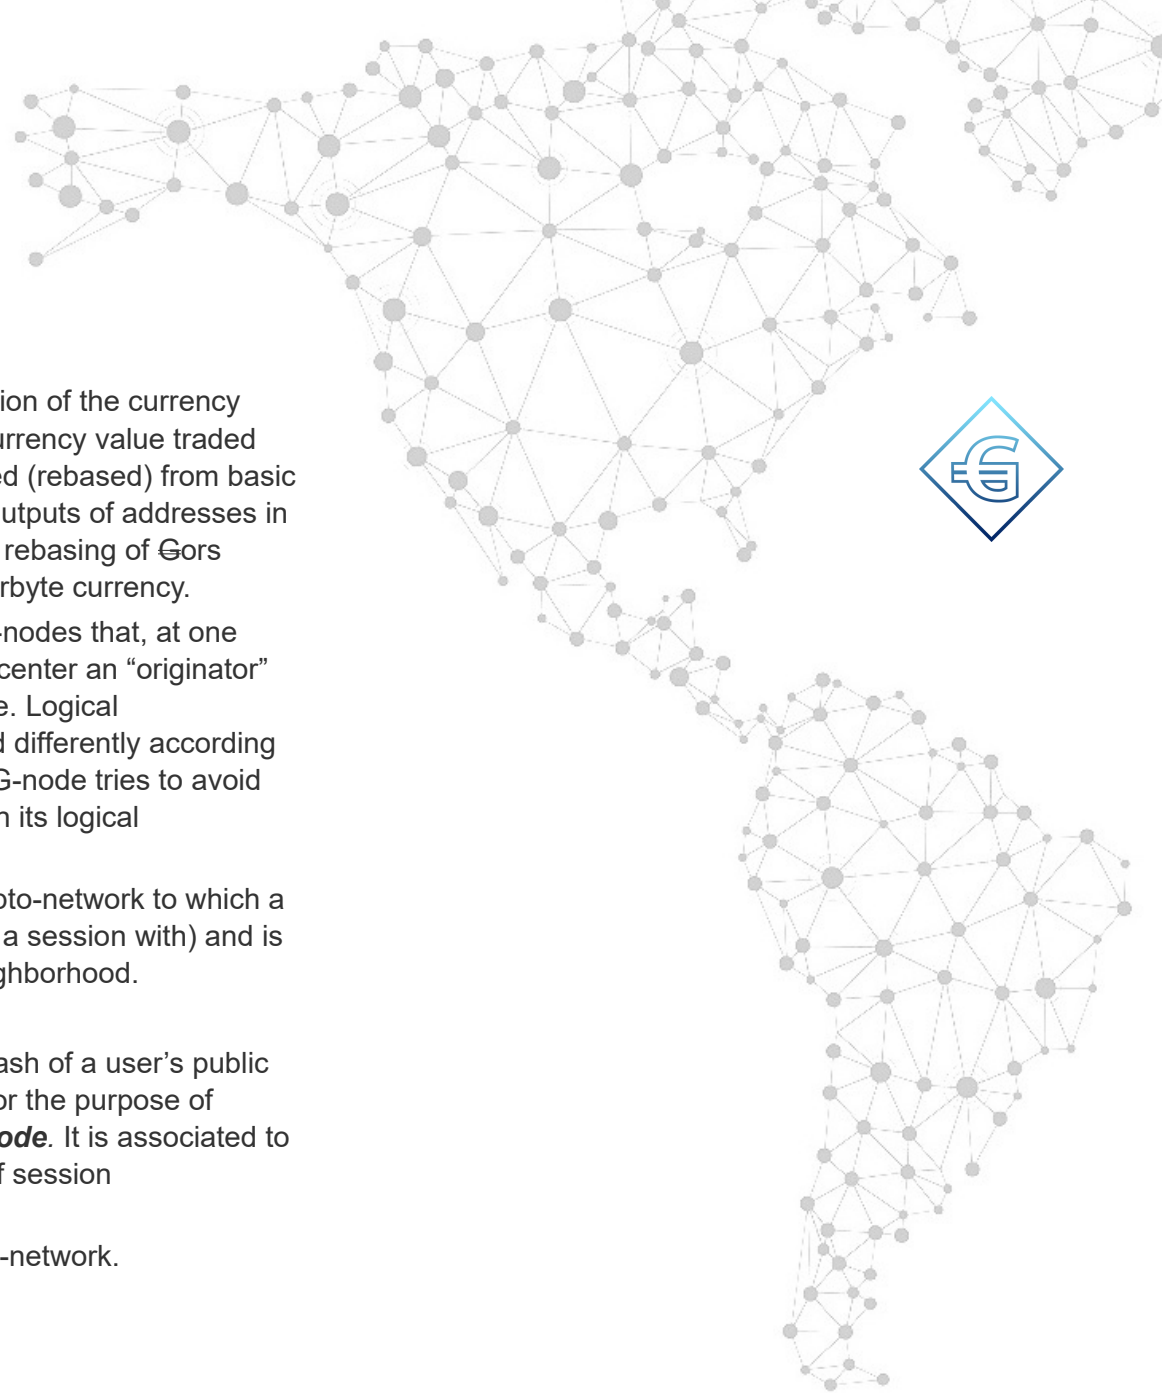 ion of the currency
urrency value traded
ed (rebased) from basic
utputs of addresses in
rebasing of Gors
rbyte currency.
-nodes that, at one
center an “originator”
e. Logical
d differently according
G-node tries to avoid
n its logical
pto-network to which a
a session with) and is
ghborhood.
ash of a user’s public
or the purpose of
ode. It is associated to
f session
-network.
G